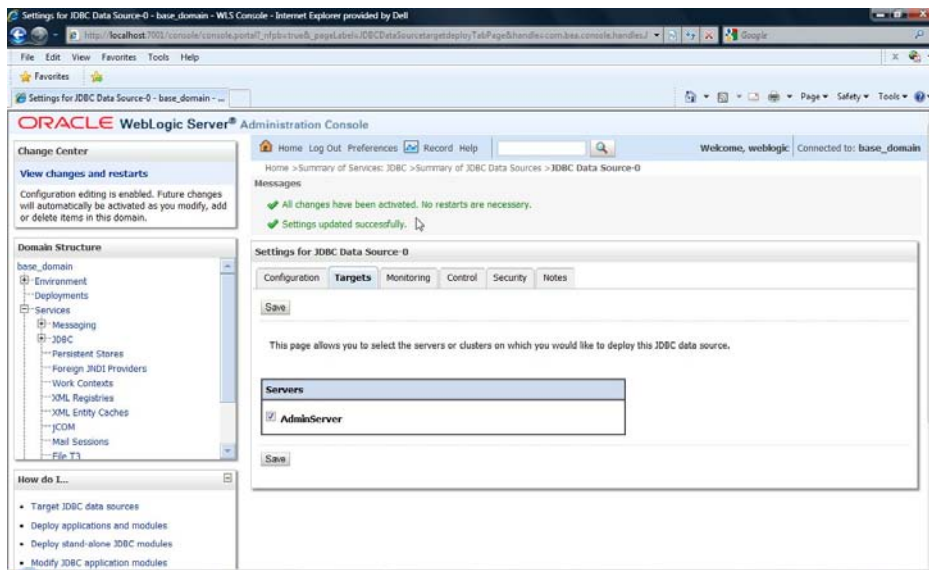 Settings for JDBC Data Source-0 - base_domain - WLS Console - Internet Explorer provided by Dell
http://localhost:7001/console/console.portal?_nfpb=true&_pageLabel=JDBCDataSourcetargetdeployTabPage&handle=com.bea.console.handles.J
Google
File Edit View Favorites Tools Help
Favorites
Settings for JDBC Data Source-0 - base_domain - ...
Page Safety Tools
ORACLE WebLogic Server® Administration Console
Change Center
View changes and restarts
Configuration editing is enabled. Future changes
will automatically be activated as you modify, add
or delete items in this domain.
Domain Structure
base_domain
Environment
Deployments
Services
Messaging
JDBC
Persistent Stores
Foreign JNDI Providers
Work Contexts
XML Registries
XML Entity Caches
jCOM
Mail Sessions
File T3
How do I...
Target JDBC data sources
Deploy applications and modules
Deploy stand-alone JDBC modules
Modify JDBC application modules
Home Log Out Preferences Record Help
Welcome, weblogic Connected to: base_domain
Home >Summary of Services: JDBC >Summary of JDBC Data Sources >JDBC Data Source-0
Messages
All changes have been activated. No restarts are necessary.
Settings updated successfully.
Settings for JDBC Data Source-0
Configuration Targets Monitoring Control Security Notes
Save
This page allows you to select the servers or clusters on which you would like to deploy this JDBC data source.
Servers
AdminServer
Save